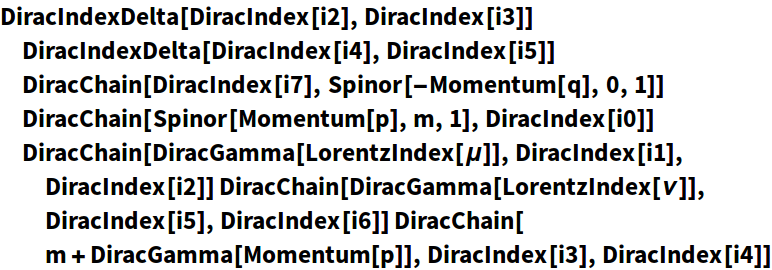 DiracIndexDelta[DiracIndex[i2], DiracIndex[i3]]
DiracIndexDelta[DiracIndex[i4], DiracIndex[i5]]
DiracChain[DiracIndex[i7], Spinor[-Momentum[q], 0, 1]]
DiracChain[Spinor[Momentum[p], m, 1], DiracIndex[i0]]
DiracChain[DiracGamma[LorentzIndex[μ]], DiracIndex[i1],
DiracIndex[i2]] DiracChain[DiracGamma[LorentzIndex[ν]],
DiracIndex[i5], DiracIndex[i6]] DiracChain[
m + DiracGamma[Momentum[p]], DiracIndex[i3], DiracIndex[i4]]